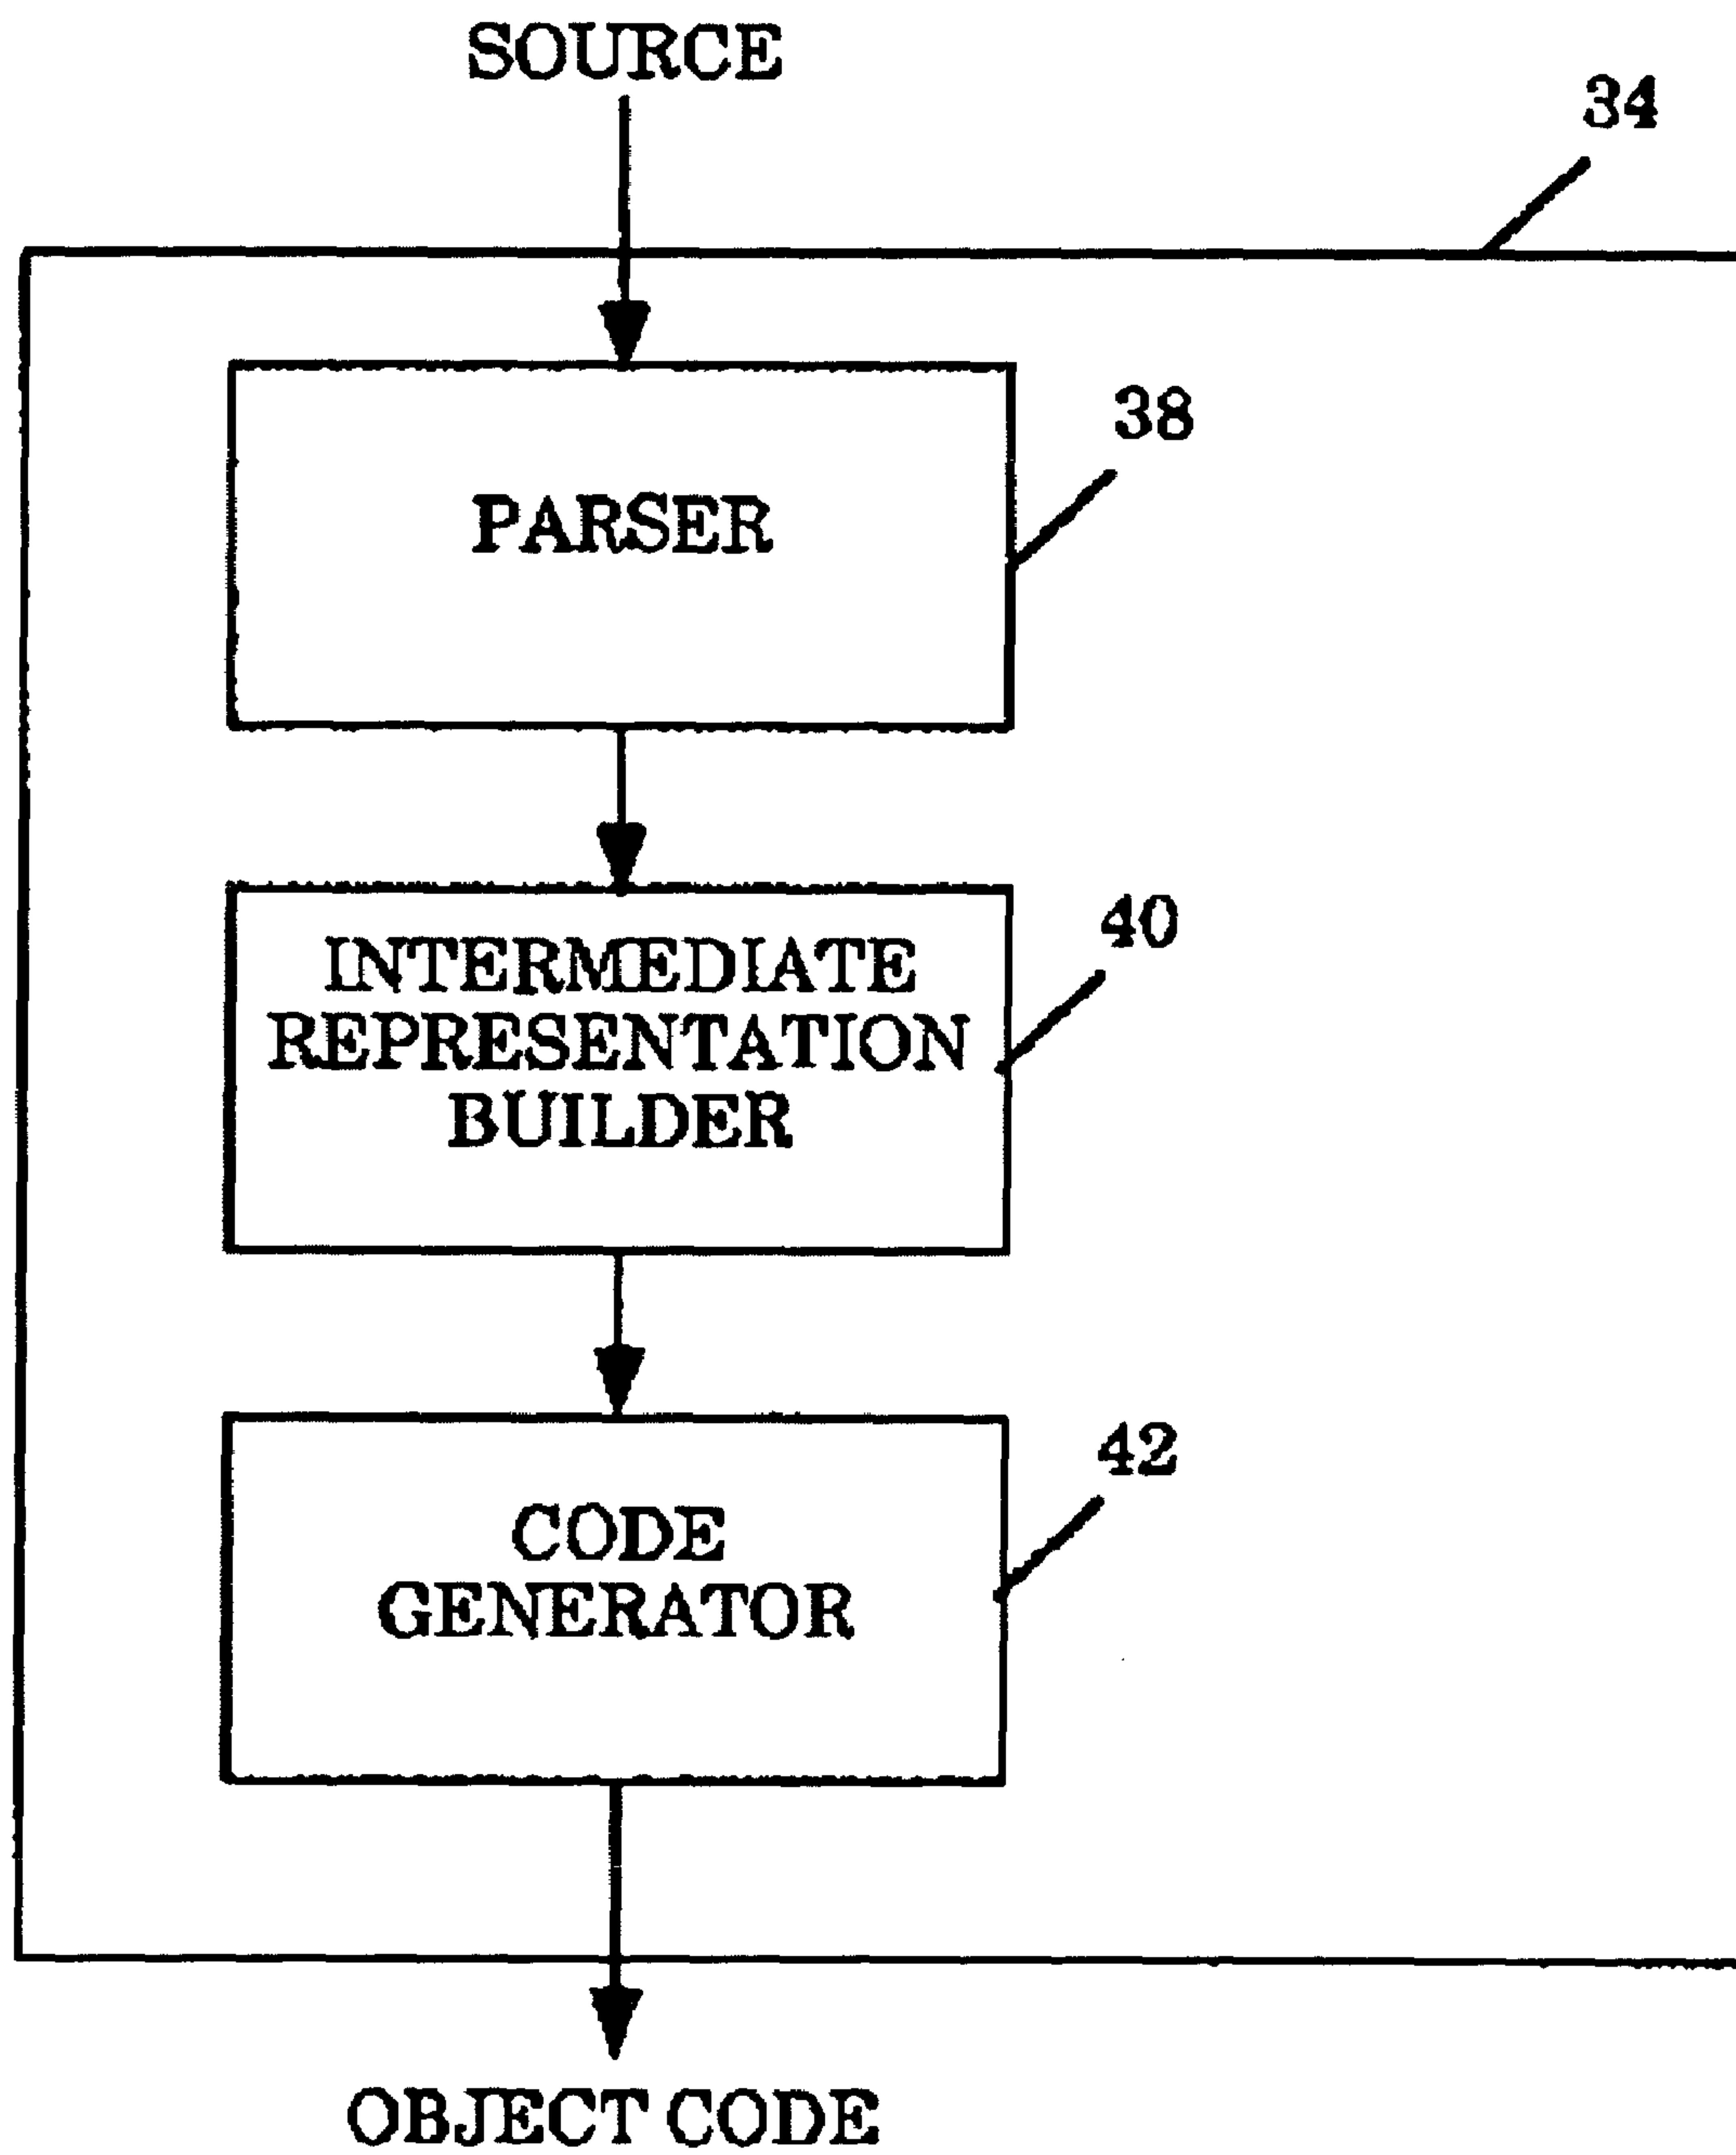 SOURCE
34
PARSER
38
INTERMEDIATE
REPRESENTATION
BUILDER
40
CODE
GENERATOR
42
OBJECT CODE